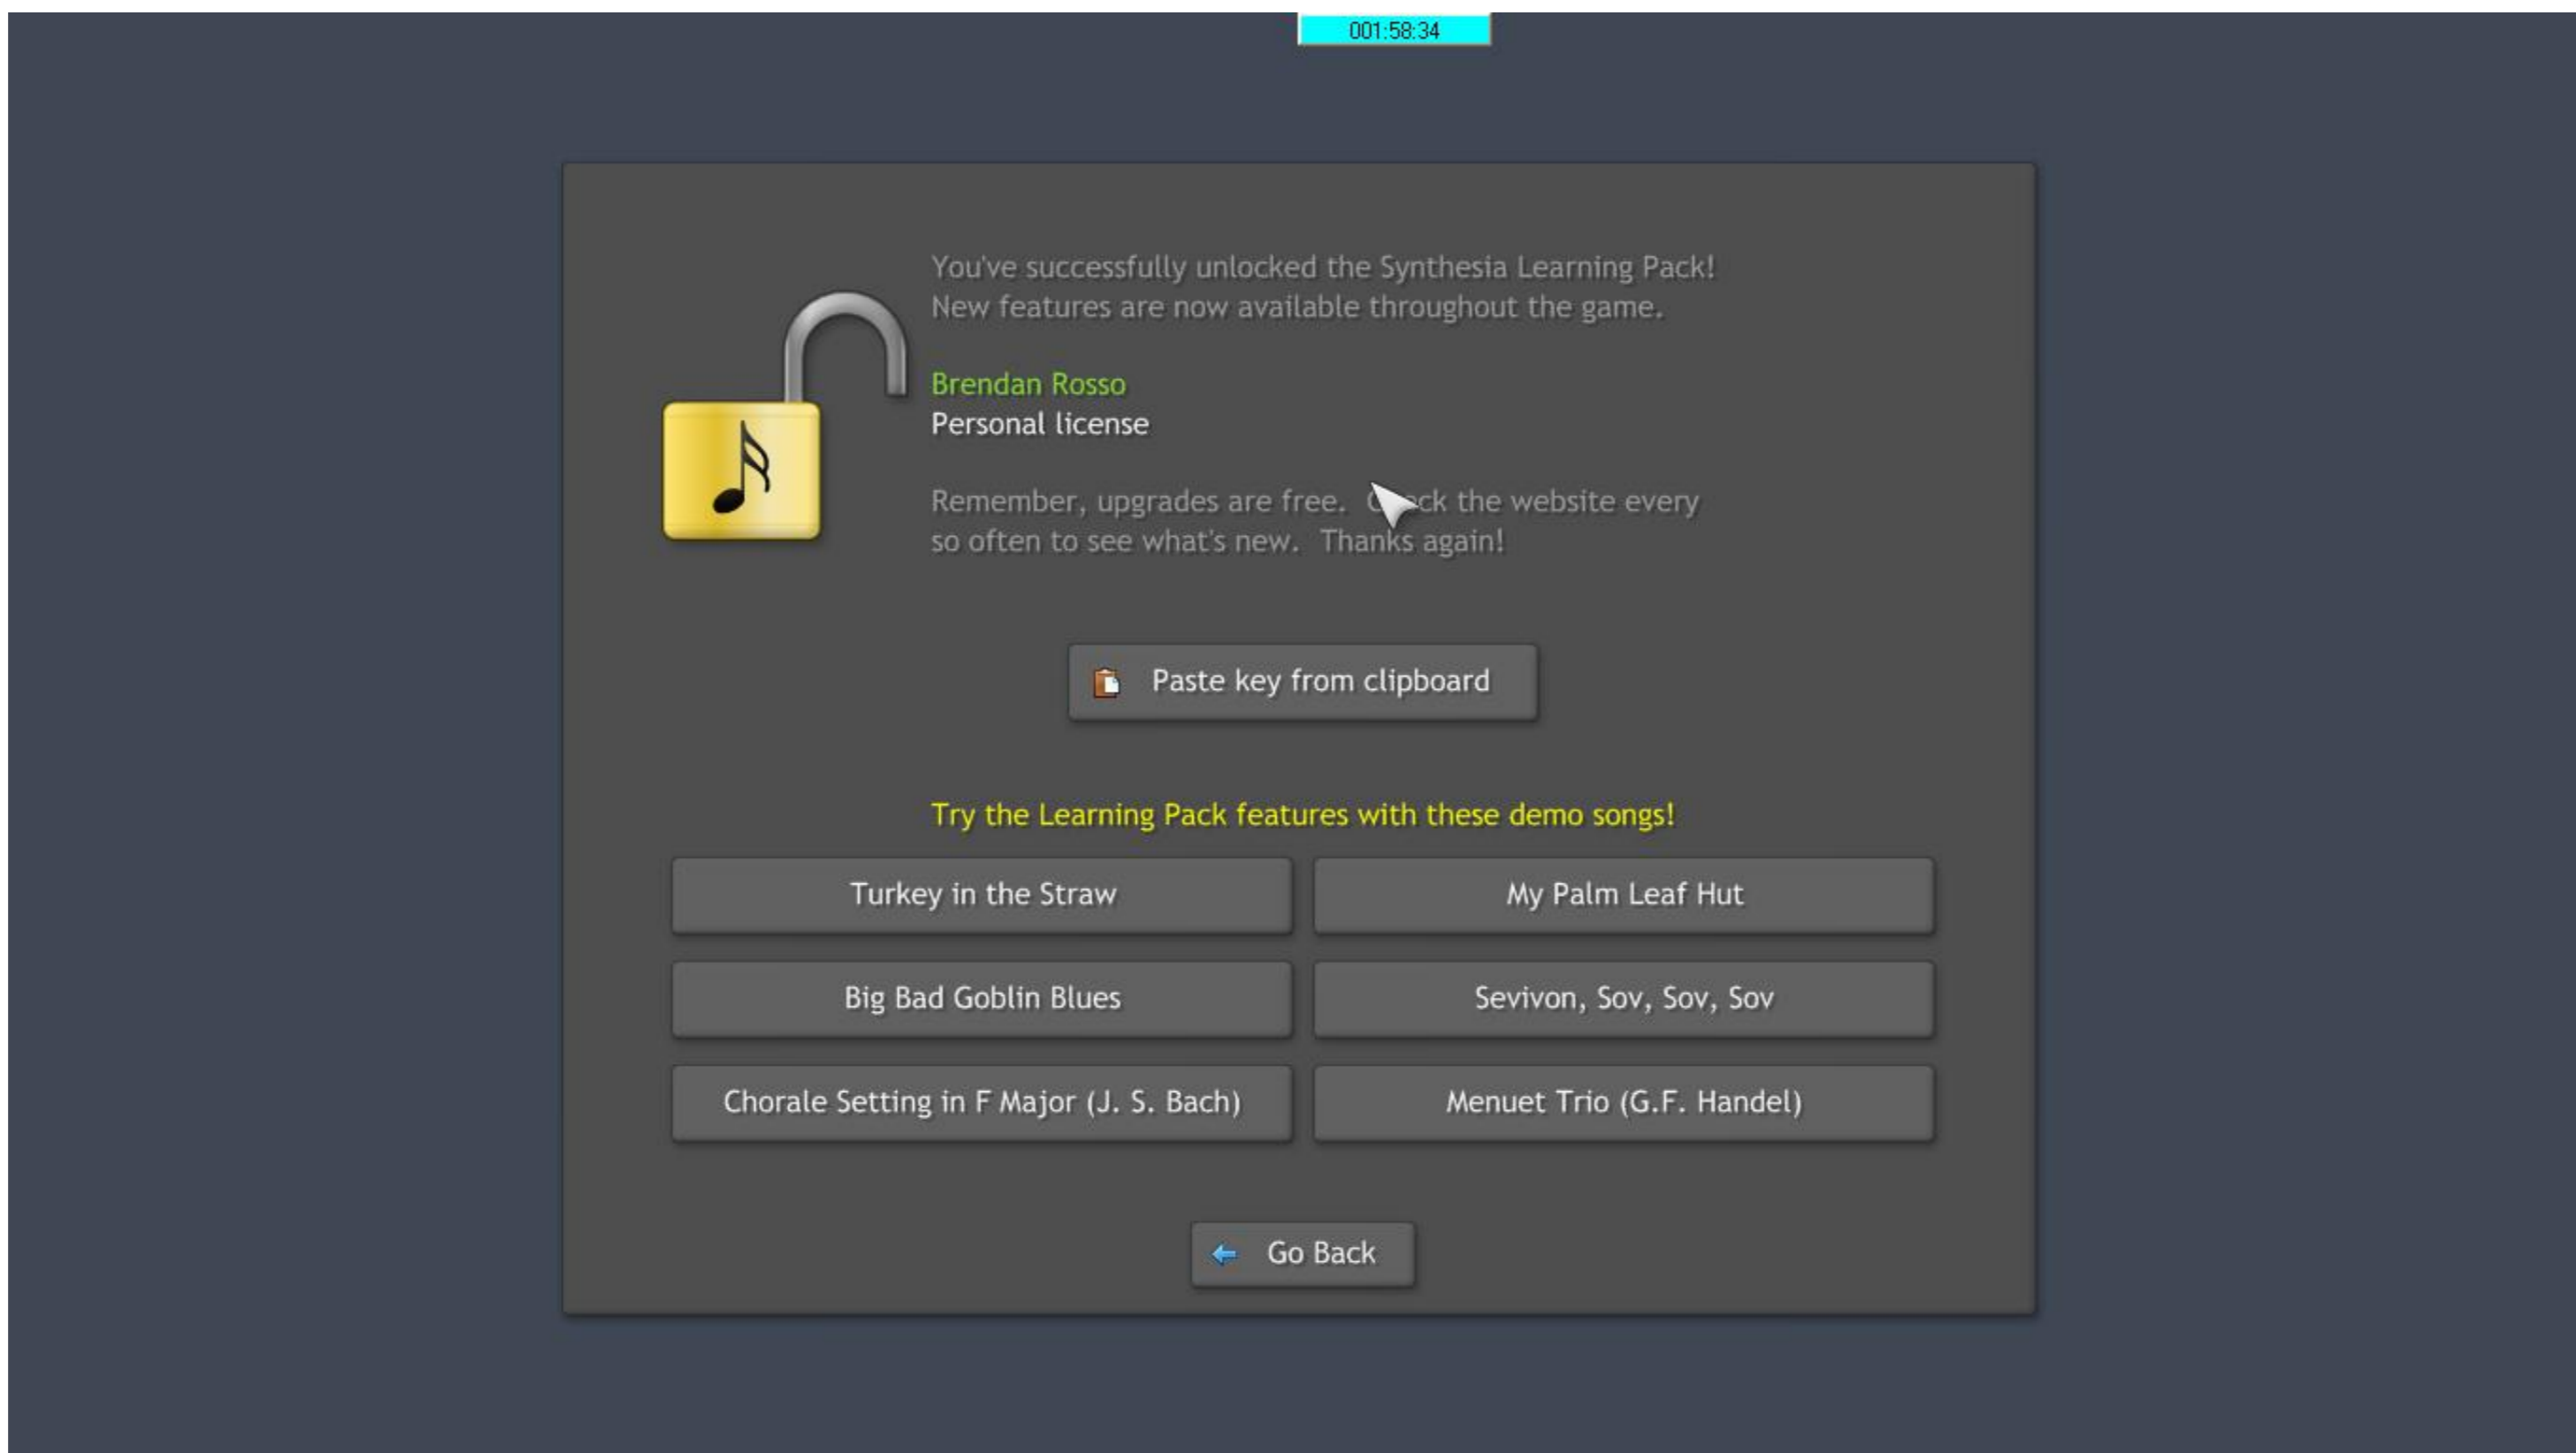 001:58:34
You've successfully unlocked the Synthesia Learning Pack!
New features are now available throughout the game.
Brendan Rosso
Personal license
Remember, upgrades are free. Check the website every
so often to see what's new. Thanks again!
Paste key from clipboard
Try the Learning Pack features with these demo songs!
Turkey in the Straw
My Palm Leaf Hut
Big Bad Goblin Blues
Sevivon, Sov, Sov, Sov
Chorale Setting in F Major (J. S. Bach)
Menuet Trio (G.F. Handel)
Go Back